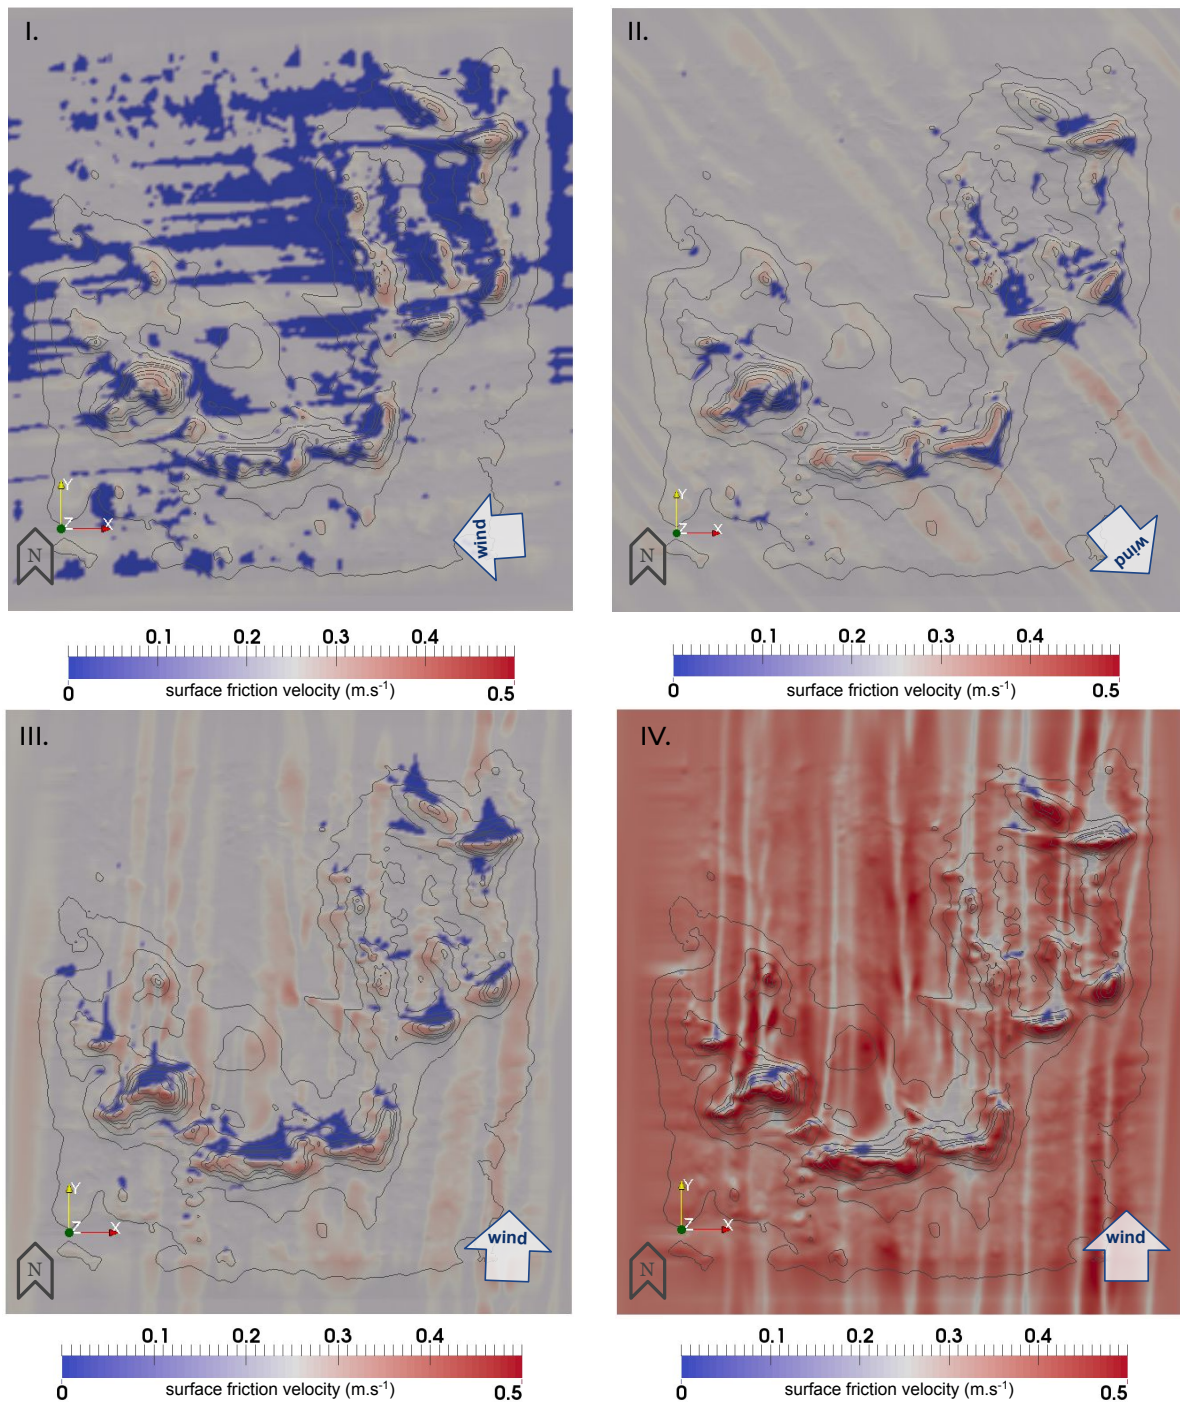 I.
II.
Y
Z X
N
wind
Y
Z X
N
wind
0.1 0.2 0.3 0.4
0 surface friction velocity (m.s⁻¹) 0.5
0.1 0.2 0.3 0.4
0 surface friction velocity (m.s⁻¹) 0.5
III.
IV.
Y
Z X
N
wind
Y
Z X
N
wind
0.1 0.2 0.3 0.4
0 surface friction velocity (m.s⁻¹) 0.5
0.1 0.2 0.3 0.4
0 surface friction velocity (m.s⁻¹) 0.5